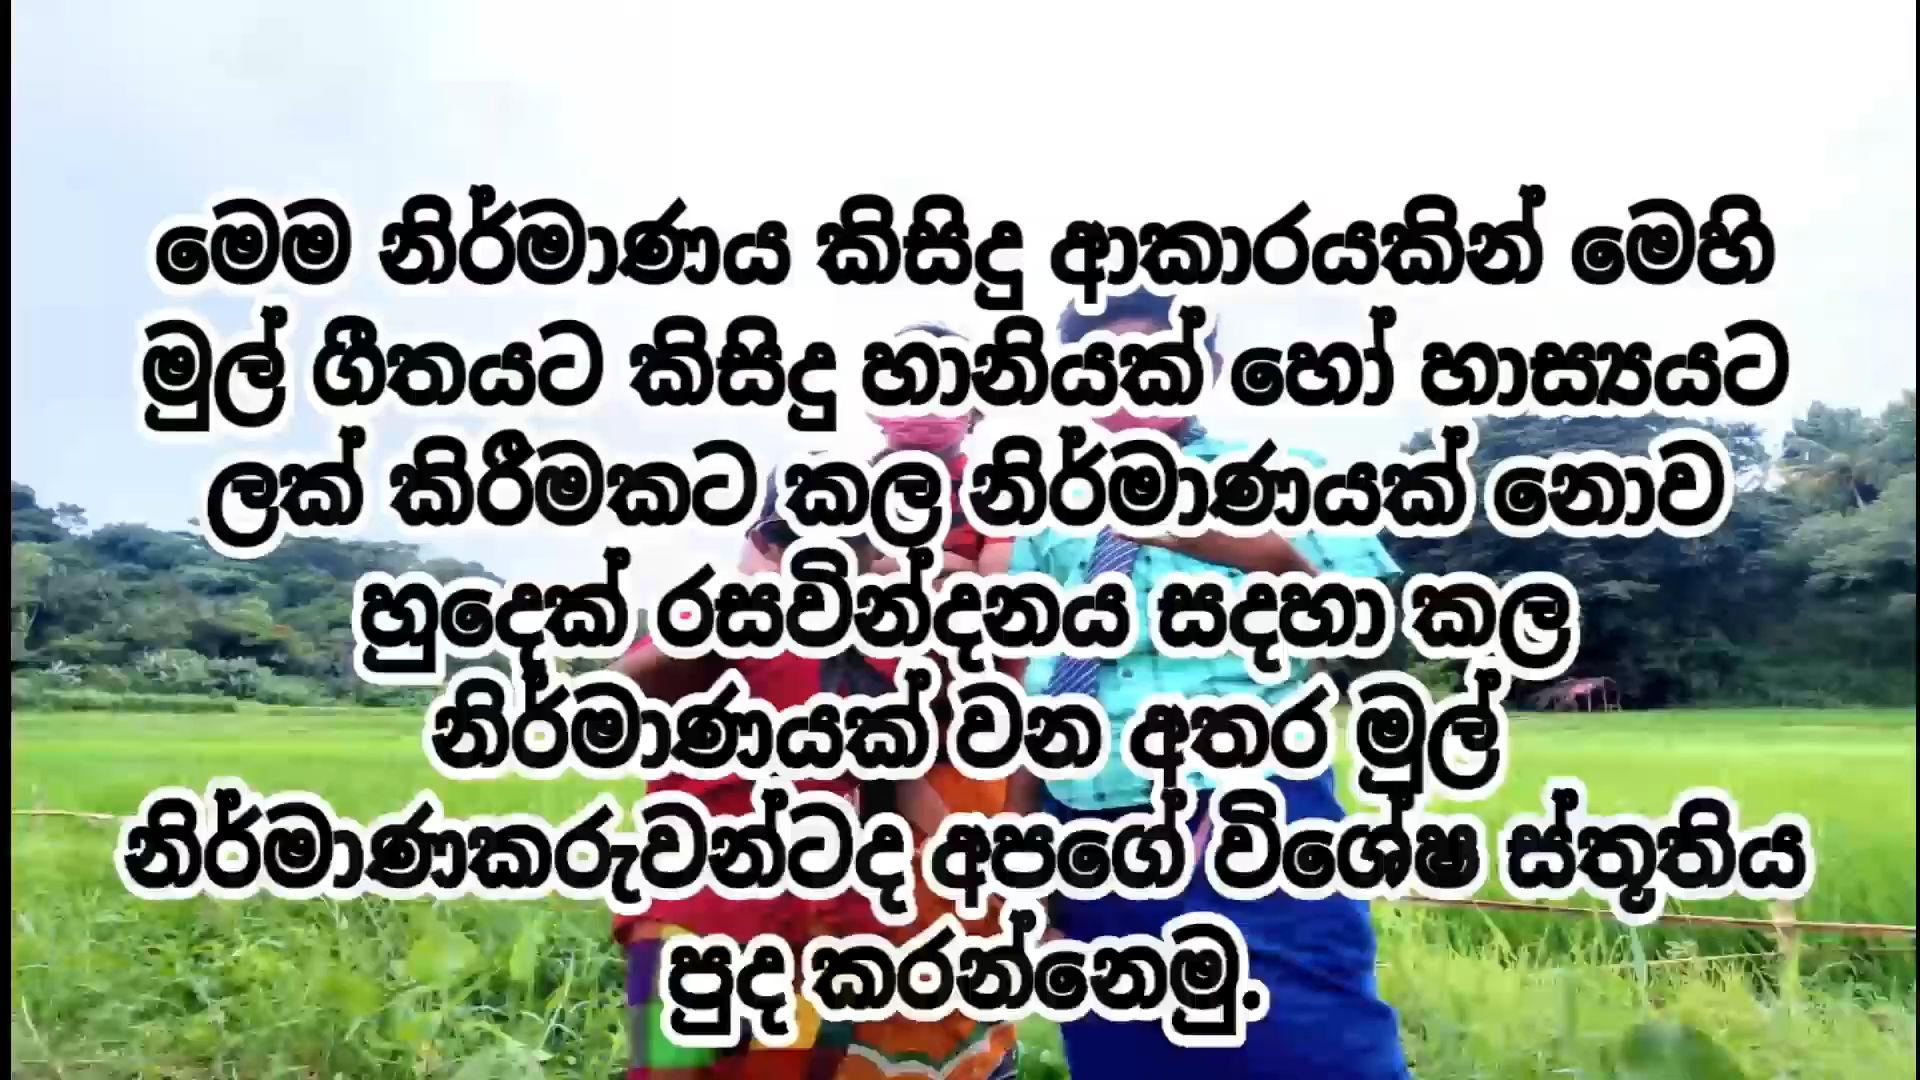 මෙම නිර්මාණය කිසිදු ආකාරයකින් මෙහි
මුල් ගීතයට කිසිදු හානියක් හෝ හාස්‍යයට
ලක් කිරීමකට කල නිර්මාණයක් නොව
හුදෙක් රසවින්දනය සදහා කල
නිර්මාණයක් වන අතර මුල්
නිර්මාණකරුවන්ටද අපගේ විශේෂ ස්තූතිය
පුද කරන්නෙමු.